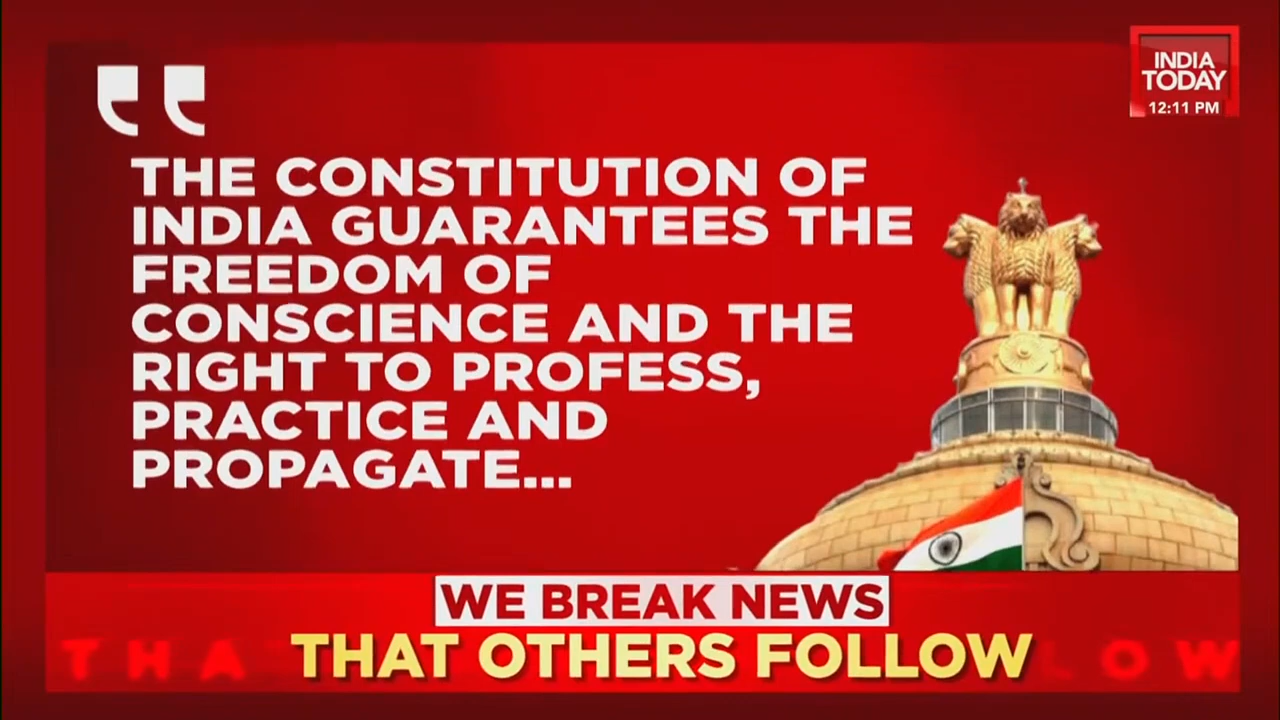 THE CONSTITUTION OF
INDIA GUARANTEES THE
FREEDOM OF
CONSCIENCE AND THE
RIGHT TO PROFESS,
PRACTICE AND
PROPAGATE...
INDIA
TODAY
12:11 PM
WE BREAK NEWS
THAT OTHERS FOLLOW